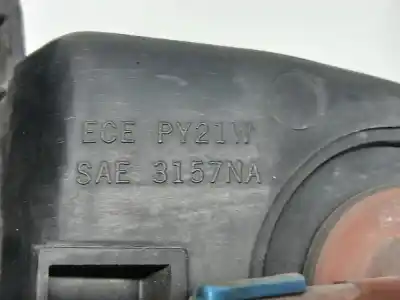 ECE PY21W
SAE 3157NA